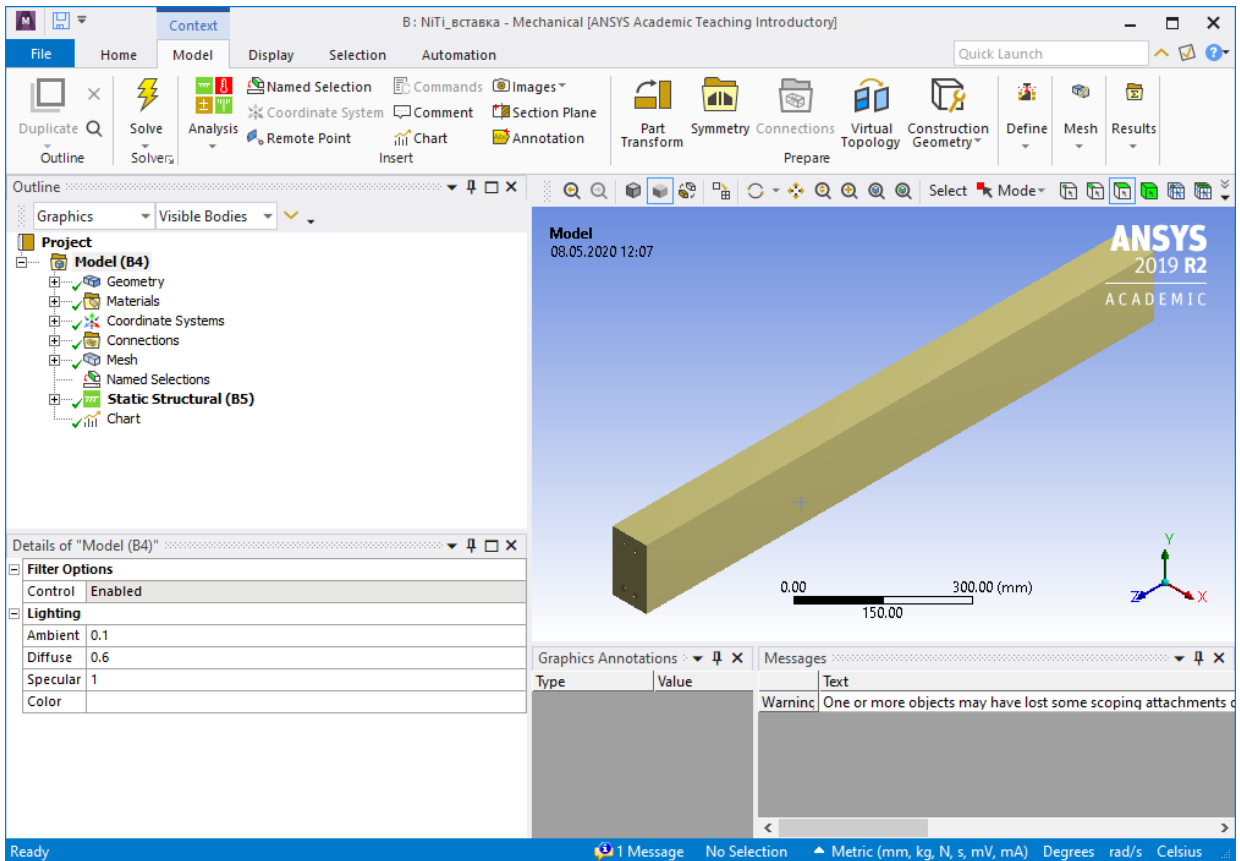 B : NiTi_вставка - Mechanical [ANSYS Academic Teaching Introductory]
Context
File Home Model Display Selection Automation Quick Launch
Duplicate
Outline
Solve
Solver
Analysis
Named Selection Commands Images
Coordinate System Comment Section Plane
Remote Point Chart Annotation
Insert
Part Transform
Symmetry
Connections
Virtual Topology
Construction Geometry
Prepare
Define
Mesh
Results
Outline
Graphics Visible Bodies
Select Mode
Project
Model (B4)
Geometry
Materials
Coordinate Systems
Connections
Mesh
Named Selections
Static Structural (B5)
Chart
Model
08.05.2020 12:07
ANSYS
2019 R2
ACADEMIC
0.00 300.00 (mm)
150.00
Y
Z X
Details of "Model (B4)"
Filter Options
Control Enabled
Lighting
Ambient 0.1
Diffuse 0.6
Specular 1
Color
Graphics Annotations
Type Value
Messages
Text
Warning One or more objects may have lost some scoping attachments
Ready 1 Message No Selection Metric (mm, kg, N, s, mV, mA) Degrees rad/s Celsius